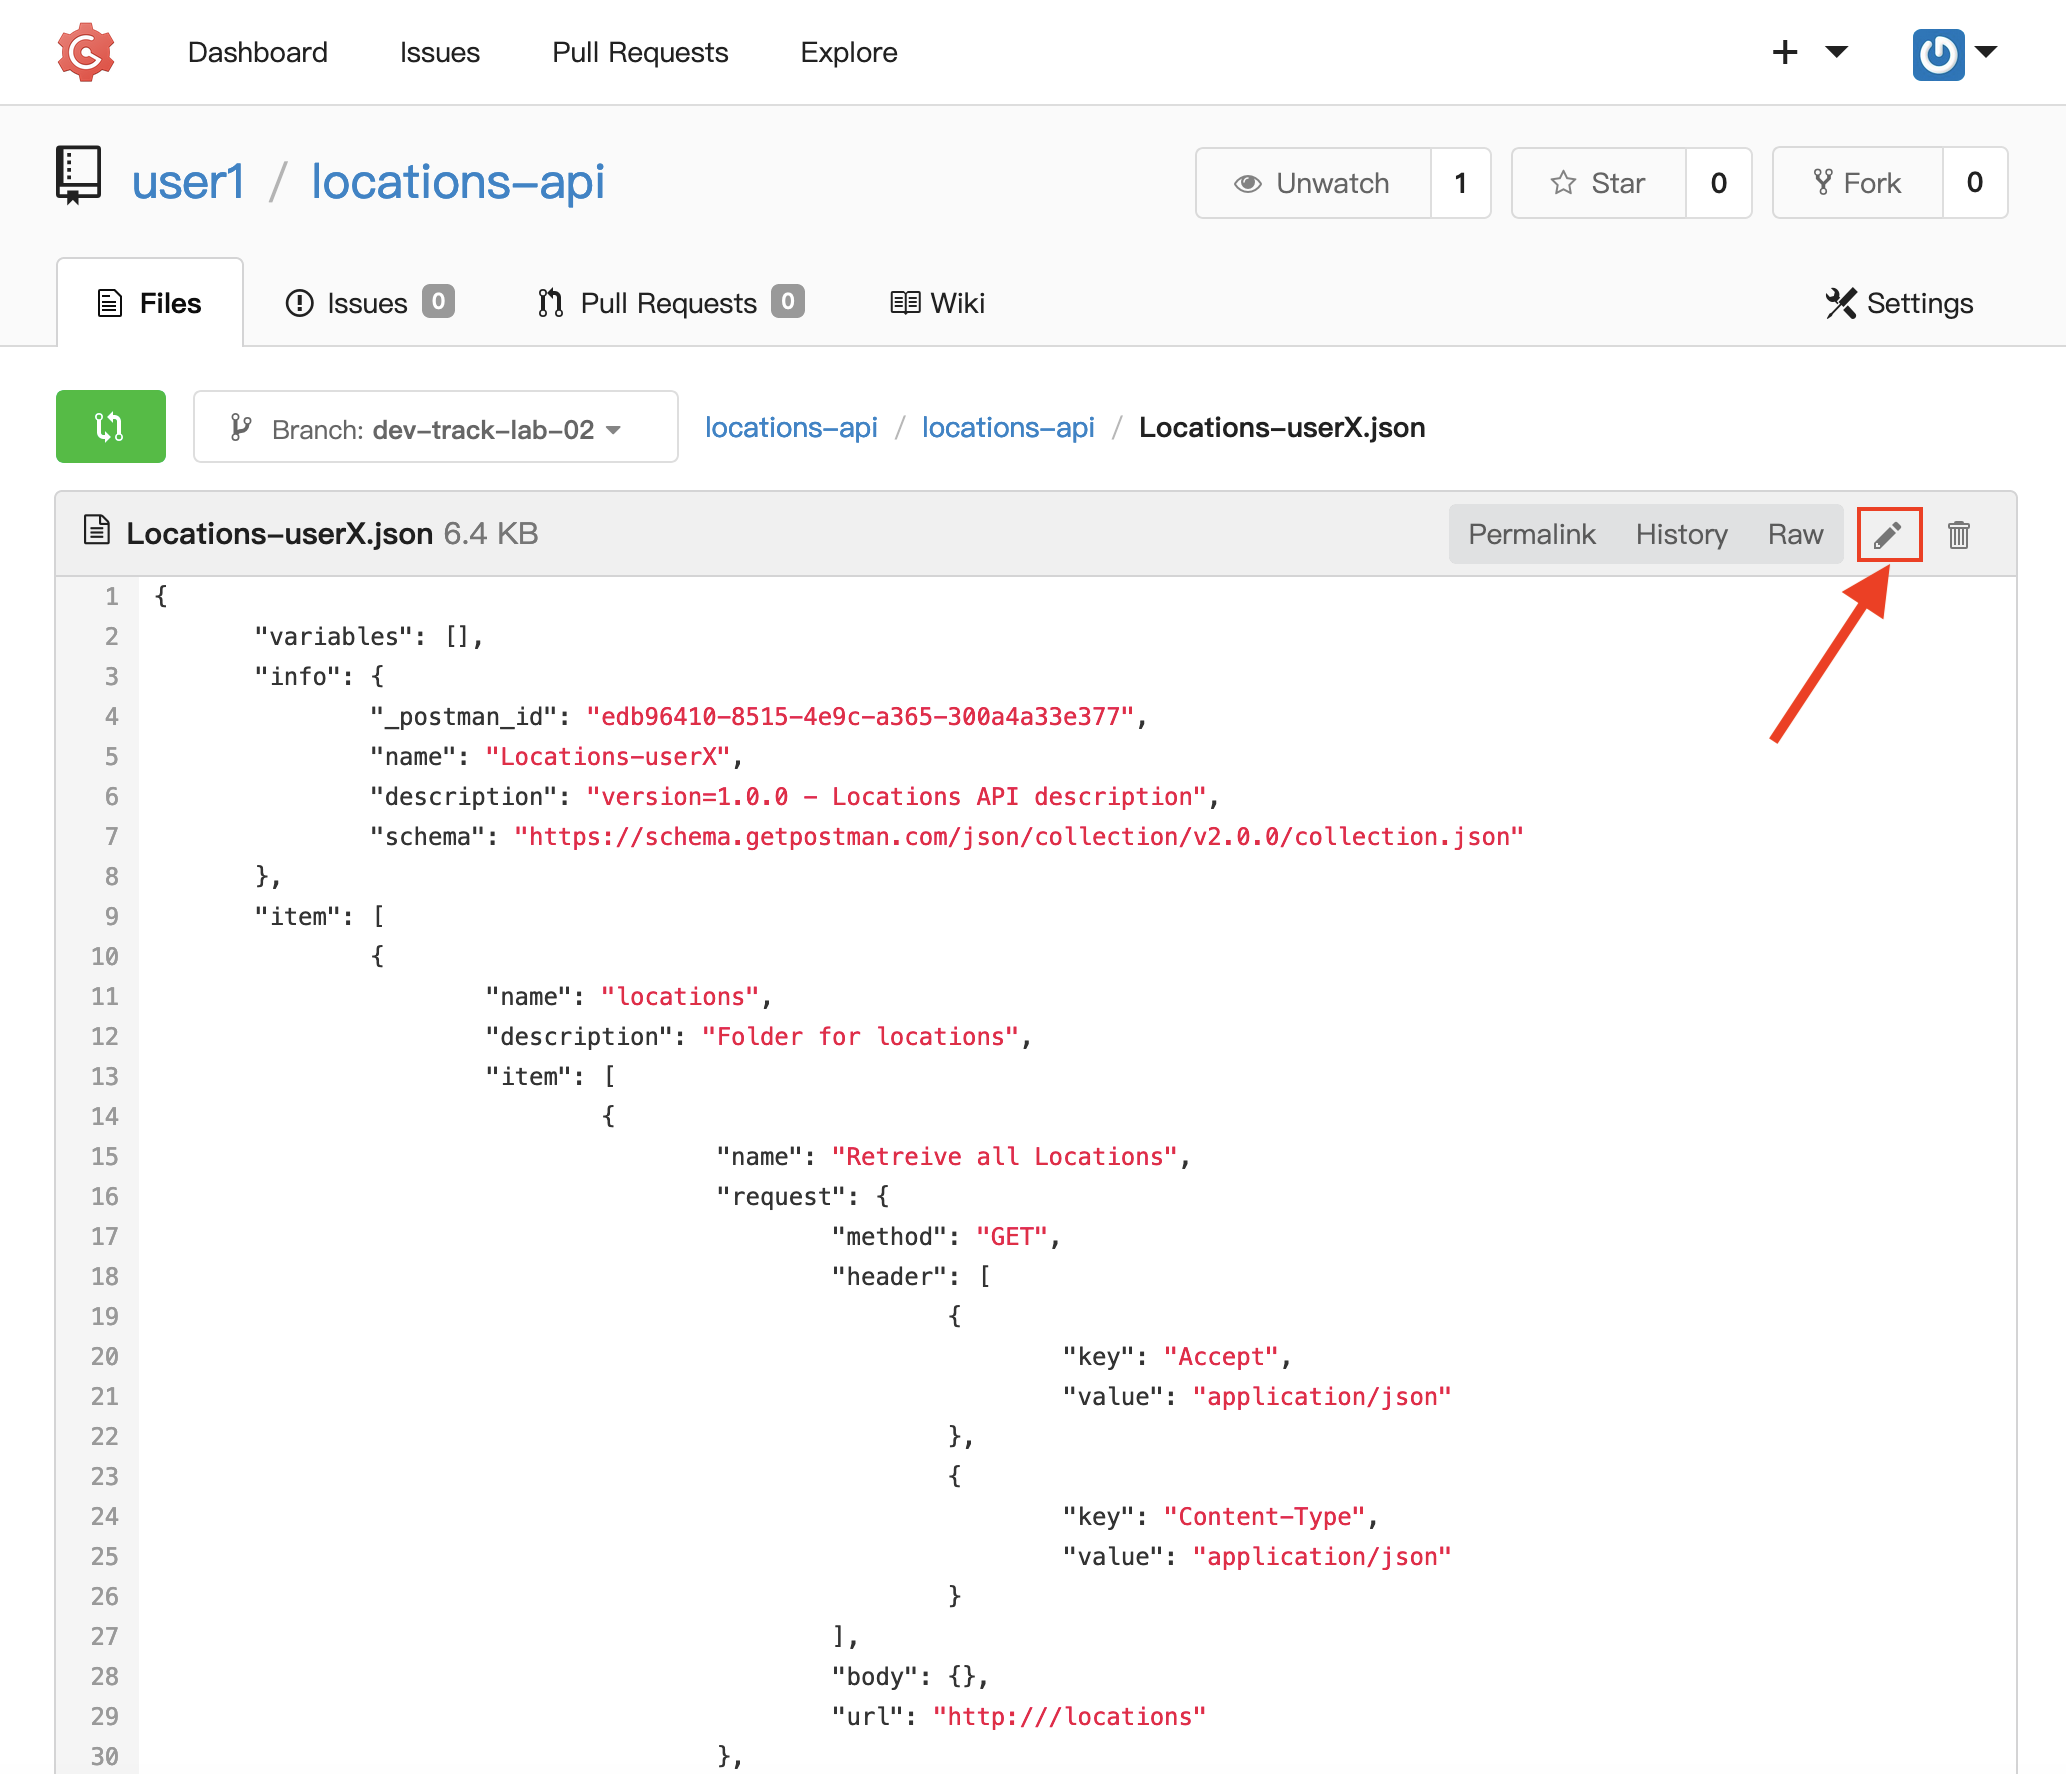 Dashboard Issues Pull Requests Explore
user1 / locations-api Unwatch 1 Star 0 Fork 0
Files Issues 0 Pull Requests 0 Wiki Settings
Branch: dev-track-lab-02 locations-api / locations-api / Locations-userX.json
Locations-userX.json 6.4 KB Permalink History Raw
1 {
2 "variables": [],
3 "info": {
4 "_postman_id": "edb96410-8515-4e9c-a365-300a4a33e377",
5 "name": "Locations-userX",
6 "description": "version=1.0.0 - Locations API description",
7 "schema": "https://schema.getpostman.com/json/collection/v2.0.0/collection.json"
8 },
9 "item": [
10 {
11 "name": "locations",
12 "description": "Folder for locations",
13 "item": [
14 {
15 "name": "Retreive all Locations",
16 "request": {
17 "method": "GET",
18 "header": [
19 {
20 "key": "Accept",
21 "value": "application/json"
22 },
23 {
24 "key": "Content-Type",
25 "value": "application/json"
26 }
27 ],
28 "body": {},
29 "url": "http:///locations"
30 },